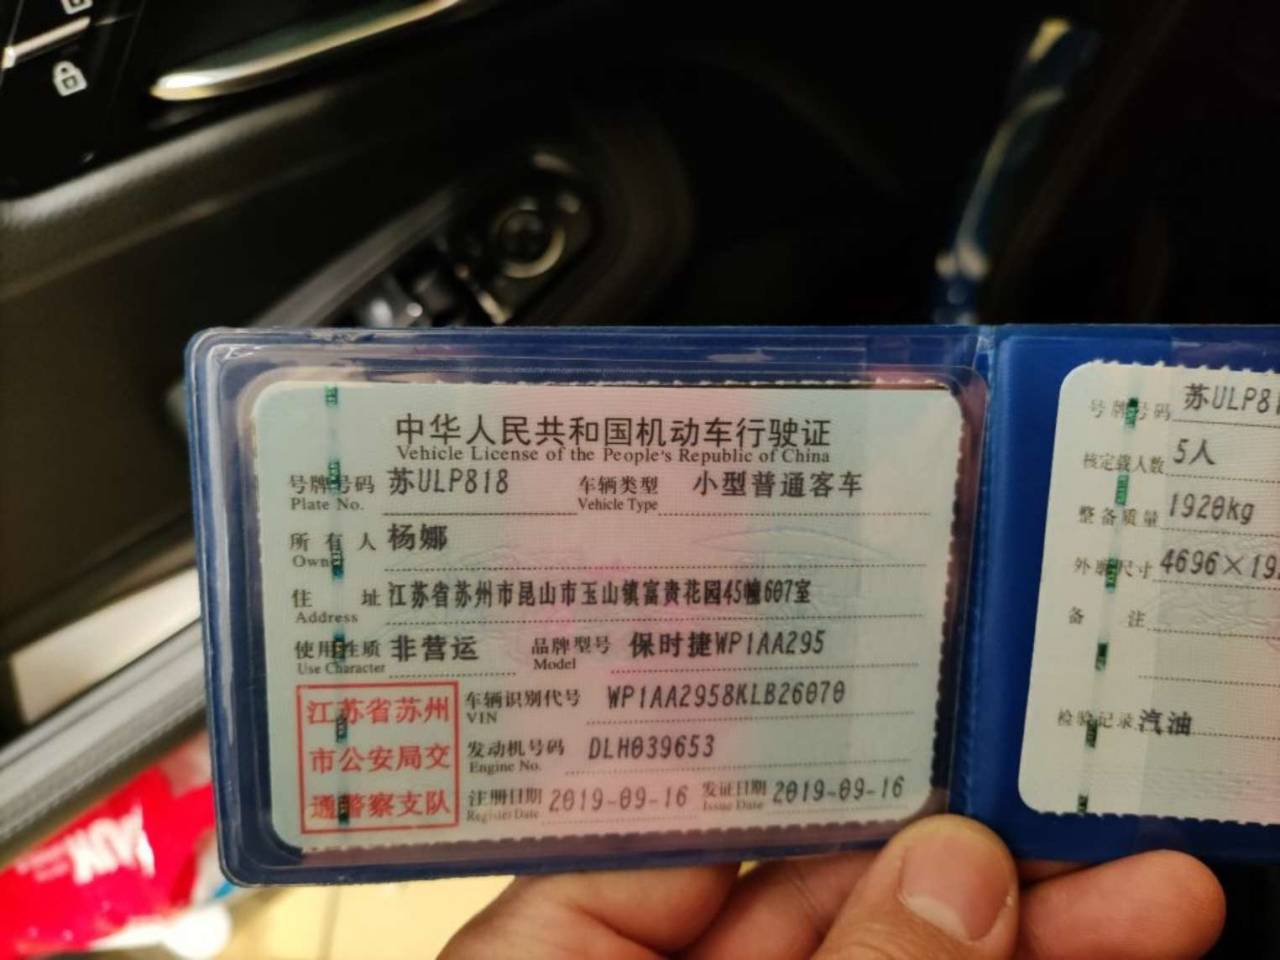 中华人民共和国机动车行驶证
Vehicle License of the People's Republic of China
号牌号码 苏ULP818 车辆类型 小型普通客车
Plate No. Vehicle Type
所有人 杨娜
Owner
住址 江苏省苏州市昆山市玉山镇富贵花园45幢607室
Address
使用性质 非营运 品牌型号 保时捷WP1AA295
Use Character Model
江苏省苏州
市公安局交
通警察支队
车辆识别代号 WP1AA2958KLB26070
VIN
发动机号码 DLH039653
Engine No.
注册日期 2019-09-16 发证日期 2019-09-16
Register Date Issue Date
号牌号码 苏ULP81
核定载人数 5人
整备质量 1920kg
外廓尺寸 4696×19
备注
检验记录 汽油